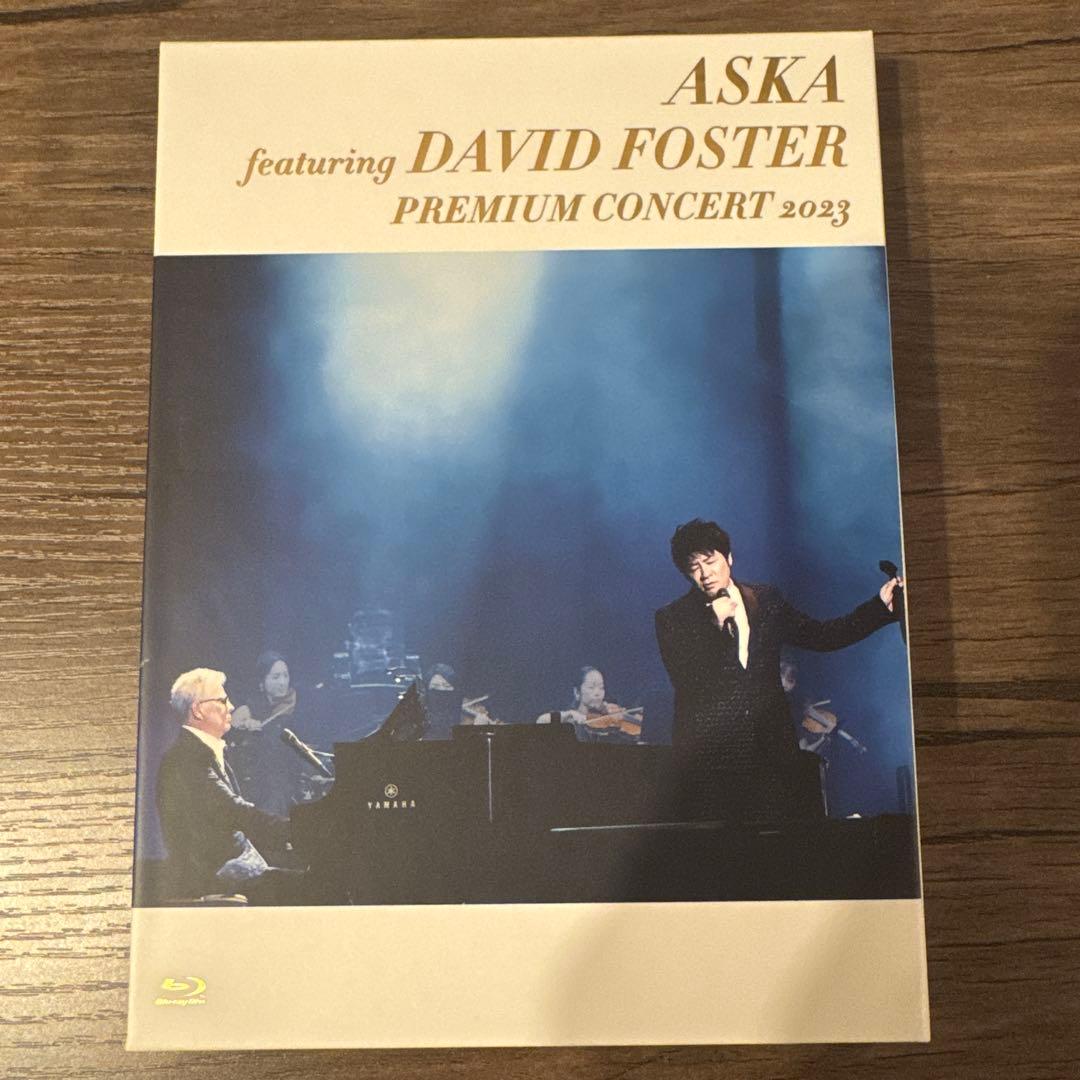 ASKA
featuring DAVID FOSTER
PREMIUM CONCERT 2023
YAMAHA
Blu-ray Disc